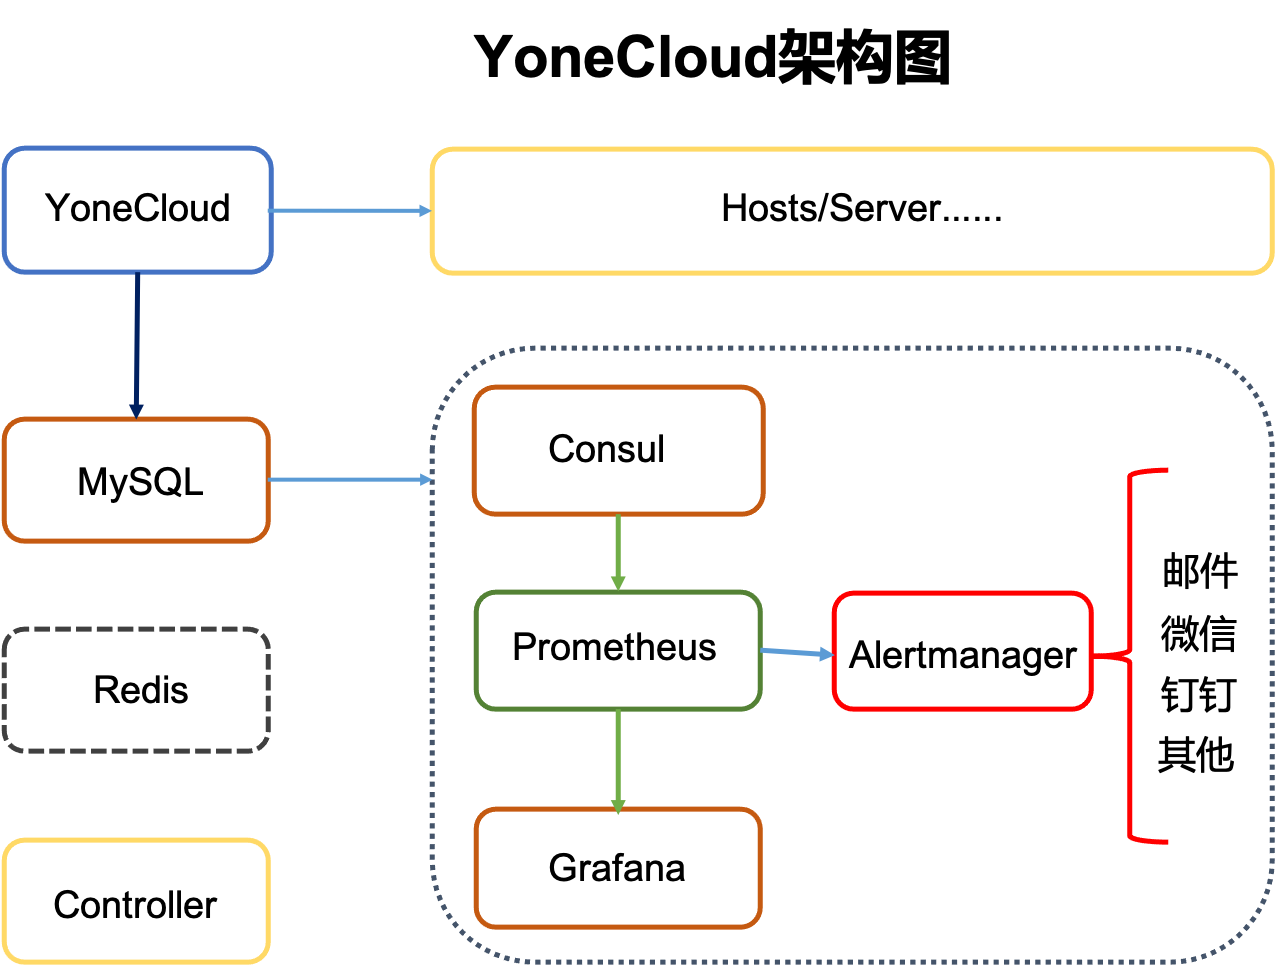 YoneCloud架构图
YoneCloud
Hosts/Server......
MySQL
Consul
Prometheus
Alertmanager
邮件
微信
钉钉
其他
Redis
Grafana
Controller